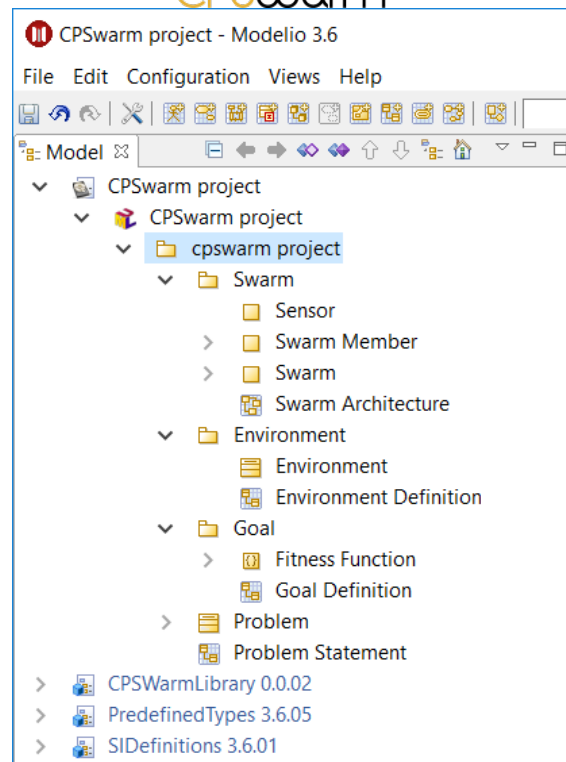 CPSwarm
CPSwarm project - Modelio 3.6
File Edit Configuration Views Help
Model
CPSwarm project
CPSwarm project
cpswarm project
Swarm
Sensor
Swarm Member
Swarm
Swarm Architecture
Environment
Environment
Environment Definition
Goal
Fitness Function
Goal Definition
Problem
Problem Statement
CPSWarmLibrary 0.0.02
PredefinedTypes 3.6.05
SIDefinitions 3.6.01